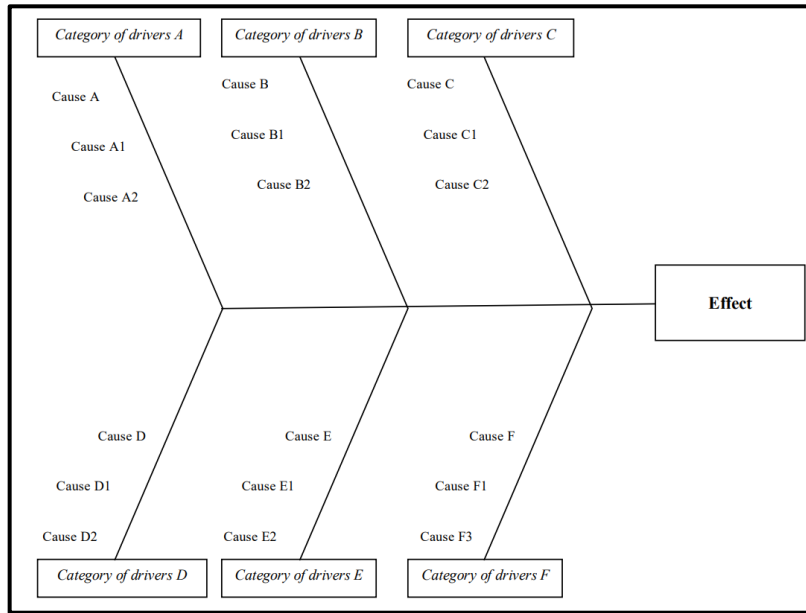 Category of drivers A
Category of drivers B
Category of drivers C
Cause A
Cause B
Cause C
Cause A1
Cause B1
Cause C1
Cause A2
Cause B2
Cause C2
Effect
Cause D
Cause E
Cause F
Cause D1
Cause E1
Cause F1
Cause D2
Cause E2
Cause F3
Category of drivers D
Category of drivers E
Category of drivers F